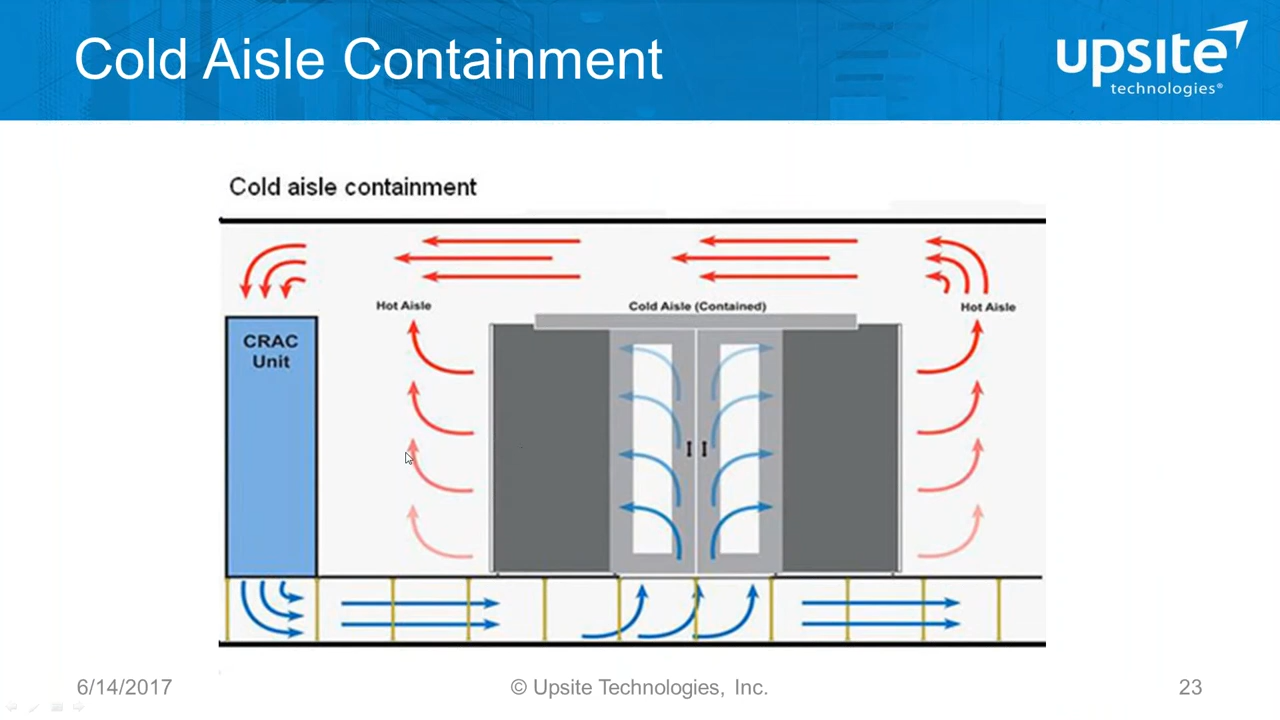 Cold Aisle Containment
upsite
technologies®
Cold aisle containment
Hot Aisle
Cold Aisle (Contained)
Hot Aisle
CRAC
Unit
6/14/2017
© Upsite Technologies, Inc.
23